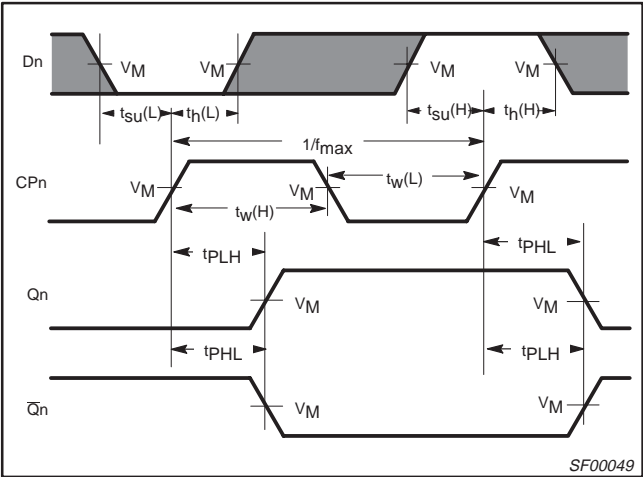 Dn
VM VM VM VM
tsu(L) th(L) tsu(H) th(H)
1/fmax
CPn
VM VM tw(L) VM
tw(H)
tPLH tPHL
Qn
VM VM
tPHL tPLH
Q̅n
VM VM
SF00049